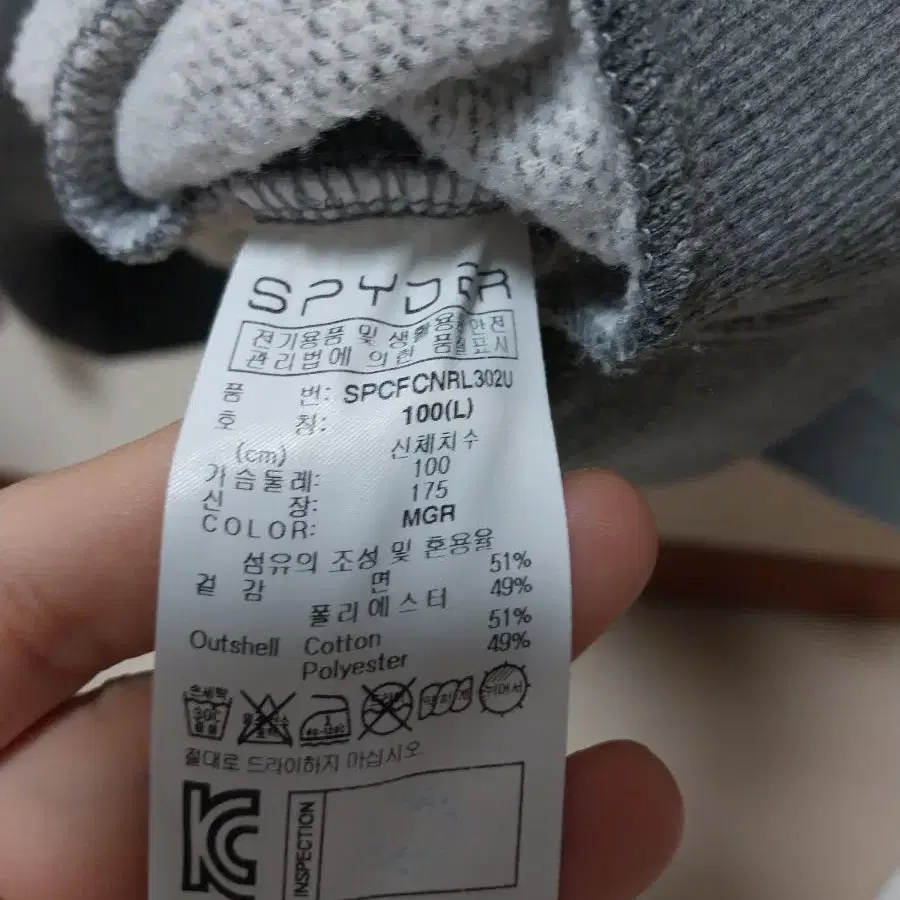 SPYDER
전기용품 및 생활용품 안전
관리법에 의한 품질표시
품 번: SPCFCNRL302U
호 칭: 100(L)
(cm) 신체치수
가슴둘레: 100
신 장: 175
COLOR: MGR
섬유의 조성 및 혼용율
겉 감 면 51%
폴리에스터 49%
Outshell Cotton 51%
Polyester 49%
손세탁
30℃
중성
절대로 드라이하지 마십시오
KC
INSPECTION